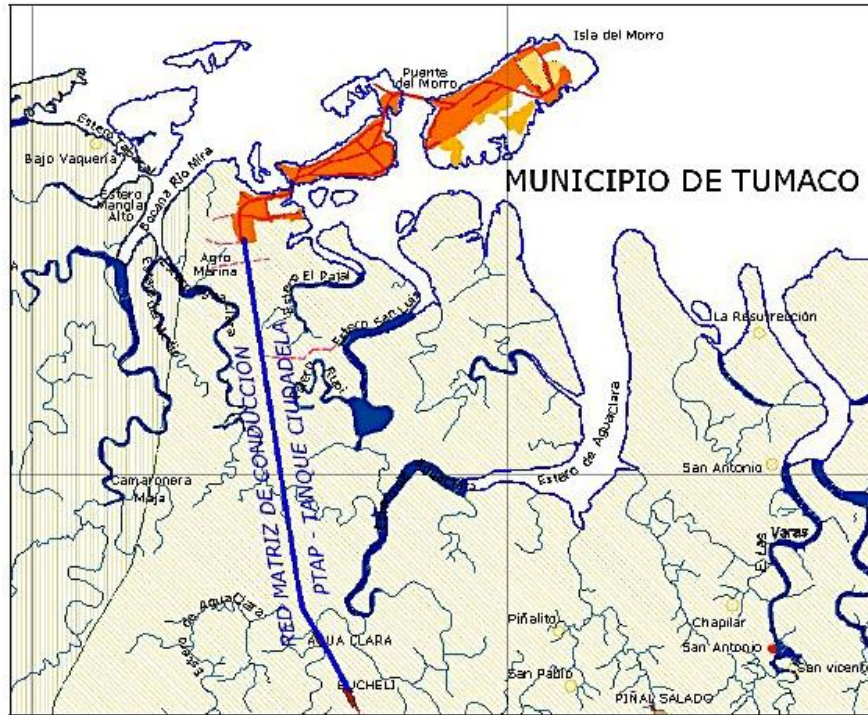 Isla del Morro
Puente
del Morro
MUNICIPIO DE TUMACO
Bajo Vaquería
Estero
Manglar
Alto
Bocana Río Mira
Agro
Marina
Estero El Pajal
Estero San Luis
La Resurrección
RED MATRIZ DE CONDUCCIÓN
PTAP - TANQUE CIUDADELA
San Antonio
Estero de AguaClara
Camaronera
Maja
El Las Varas
Estero de AguaClara
AGUA CLARA
Piñalito
Chapilar
San Antonio
San vicente
San Pablo
BUCHELI
PIÑAL SALADO